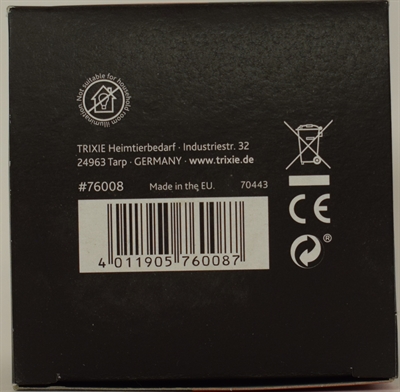 Not suitable for household room illumination
TRIXIE Heimtierbedarf · Industriestr. 32
24963 Tarp · GERMANY · www.trixie.de
#76008 Made in the EU. 70443
4 011905 760087
CE
®